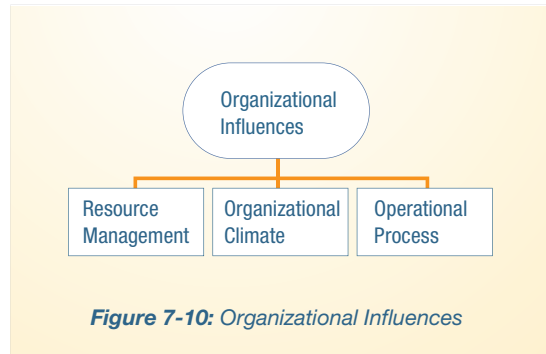 Organizational
Influences
Resource
Management
Organizational
Climate
Operational
Process
Figure 7-10: Organizational Influences